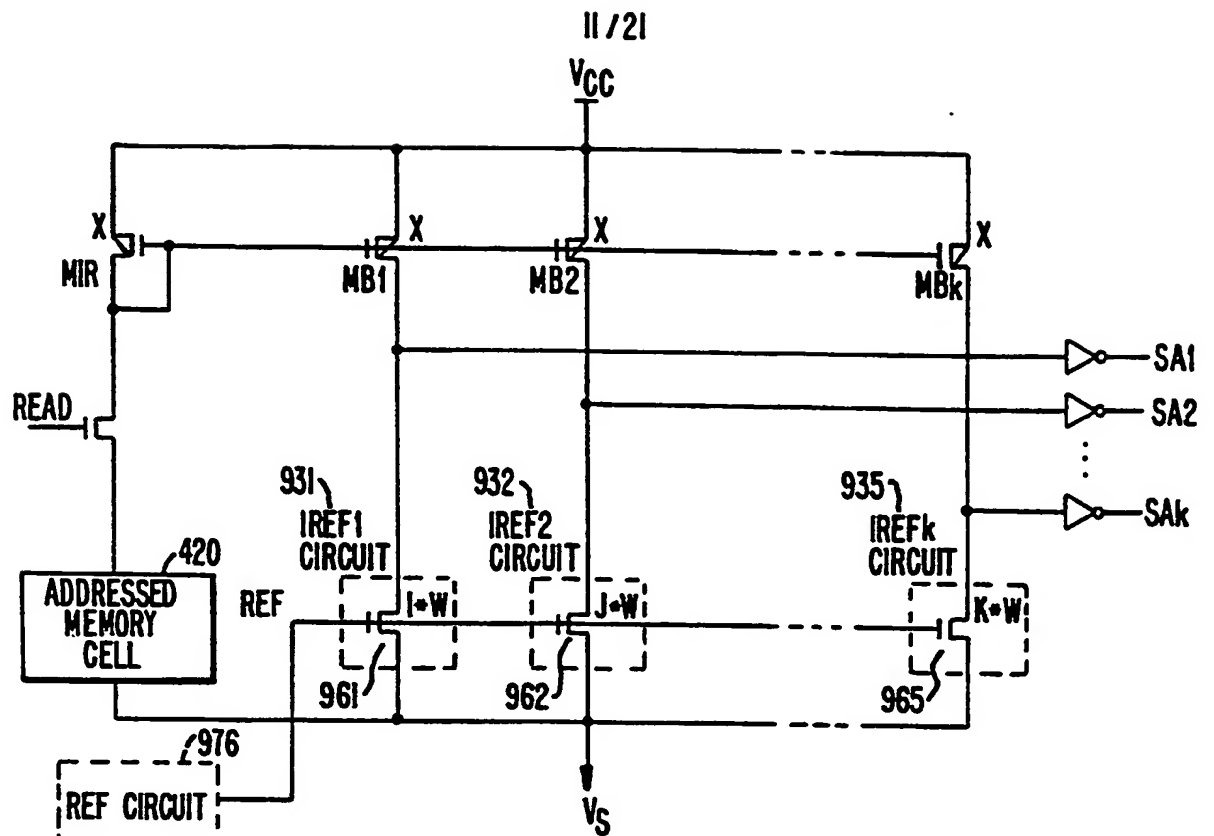 11/21
VCC
X X X X
MIR MB1 MB2 MBk
SA1
READ
SA2
931 932 935
IREF1 CIRCUIT
IREF2 CIRCUIT
IREFk CIRCUIT
SAk
420
ADDRESSED
MEMORY
CELL
REF
I*W J*W K*W
961 962 965
976
REF CIRCUIT
VS